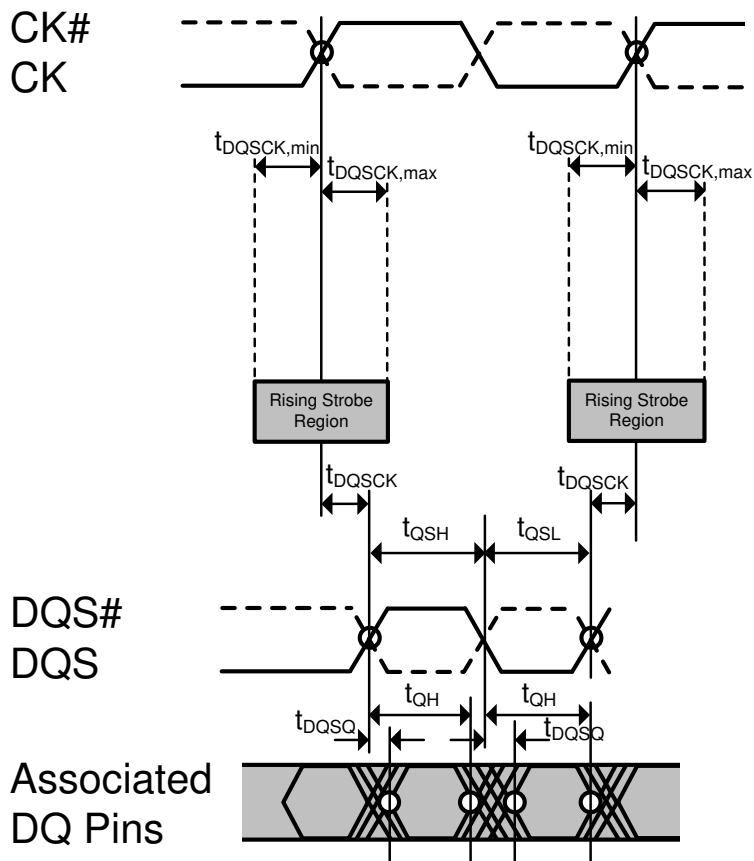 CK#
CK
tDQSCK,min
tDQSCK,max
tDQSCK,min
tDQSCK,max
Rising Strobe
Region
Rising Strobe
Region
tDQSCK
tDQSCK
tQSH
tQSL
DQS#
DQS
tQH
tQH
tDQSQ
tDQSQ
Associated
DQ Pins